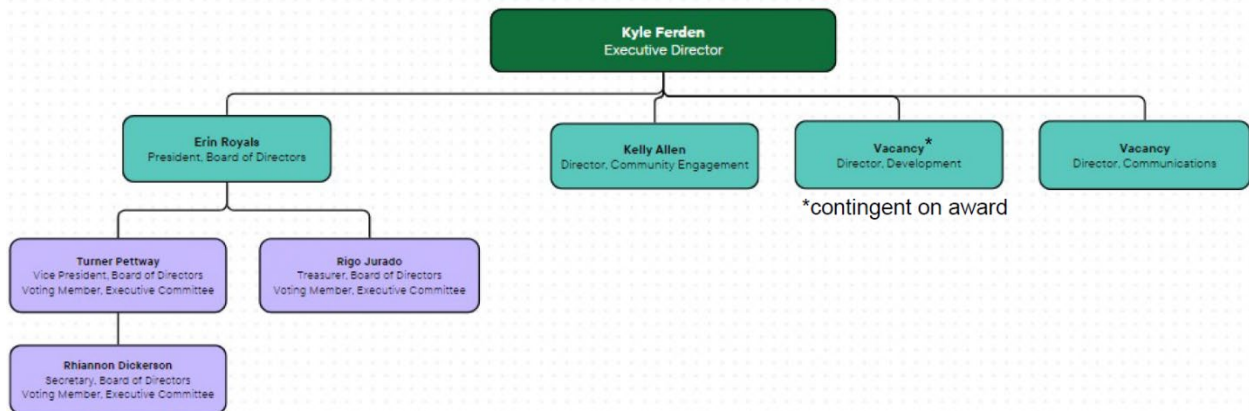 Kyle Ferden
Executive Director
Erin Royals
President, Board of Directors
Kelly Allen
Director, Community Engagement
Vacancy*
Director, Development
Vacancy
Director, Communications
*contingent on award
Turner Pettway
Vice President, Board of Directors
Voting Member, Executive Committee
Rigo Jurado
Treasurer, Board of Directors
Voting Member, Executive Committee
Rhiannon Dickerson
Secretary, Board of Directors
Voting Member, Executive Committee